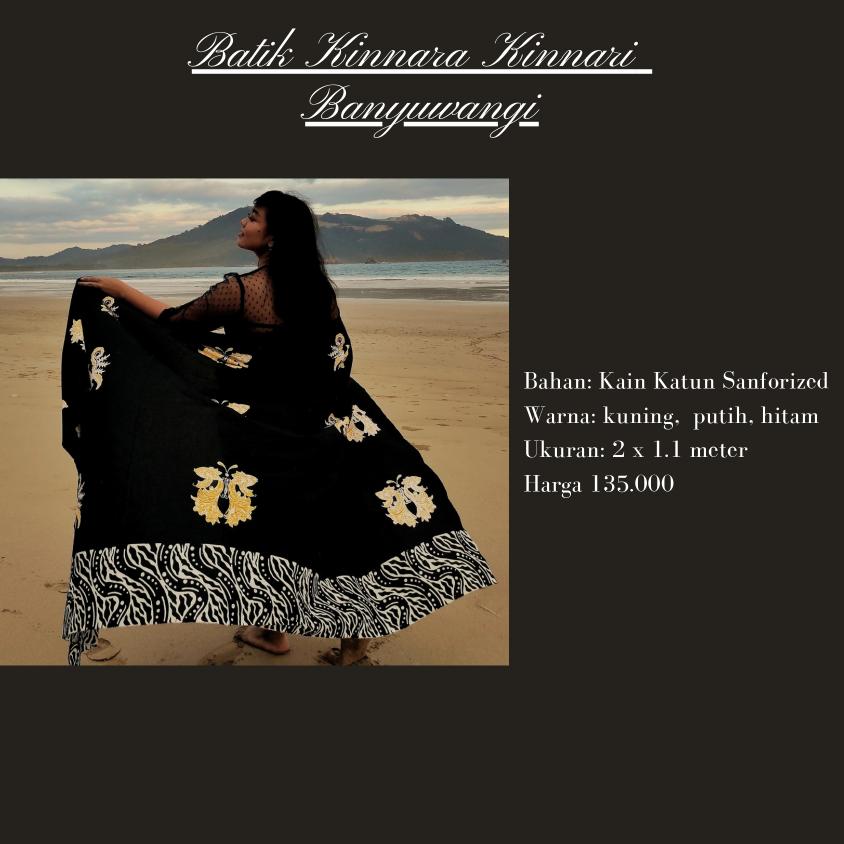 Batik Kinnara Kinnari
Banyuwangi
Bahan: Kain Katun Sanforized
Warna: kuning, putih, hitam
Ukuran: 2 x 1.1 meter
Harga 135.000